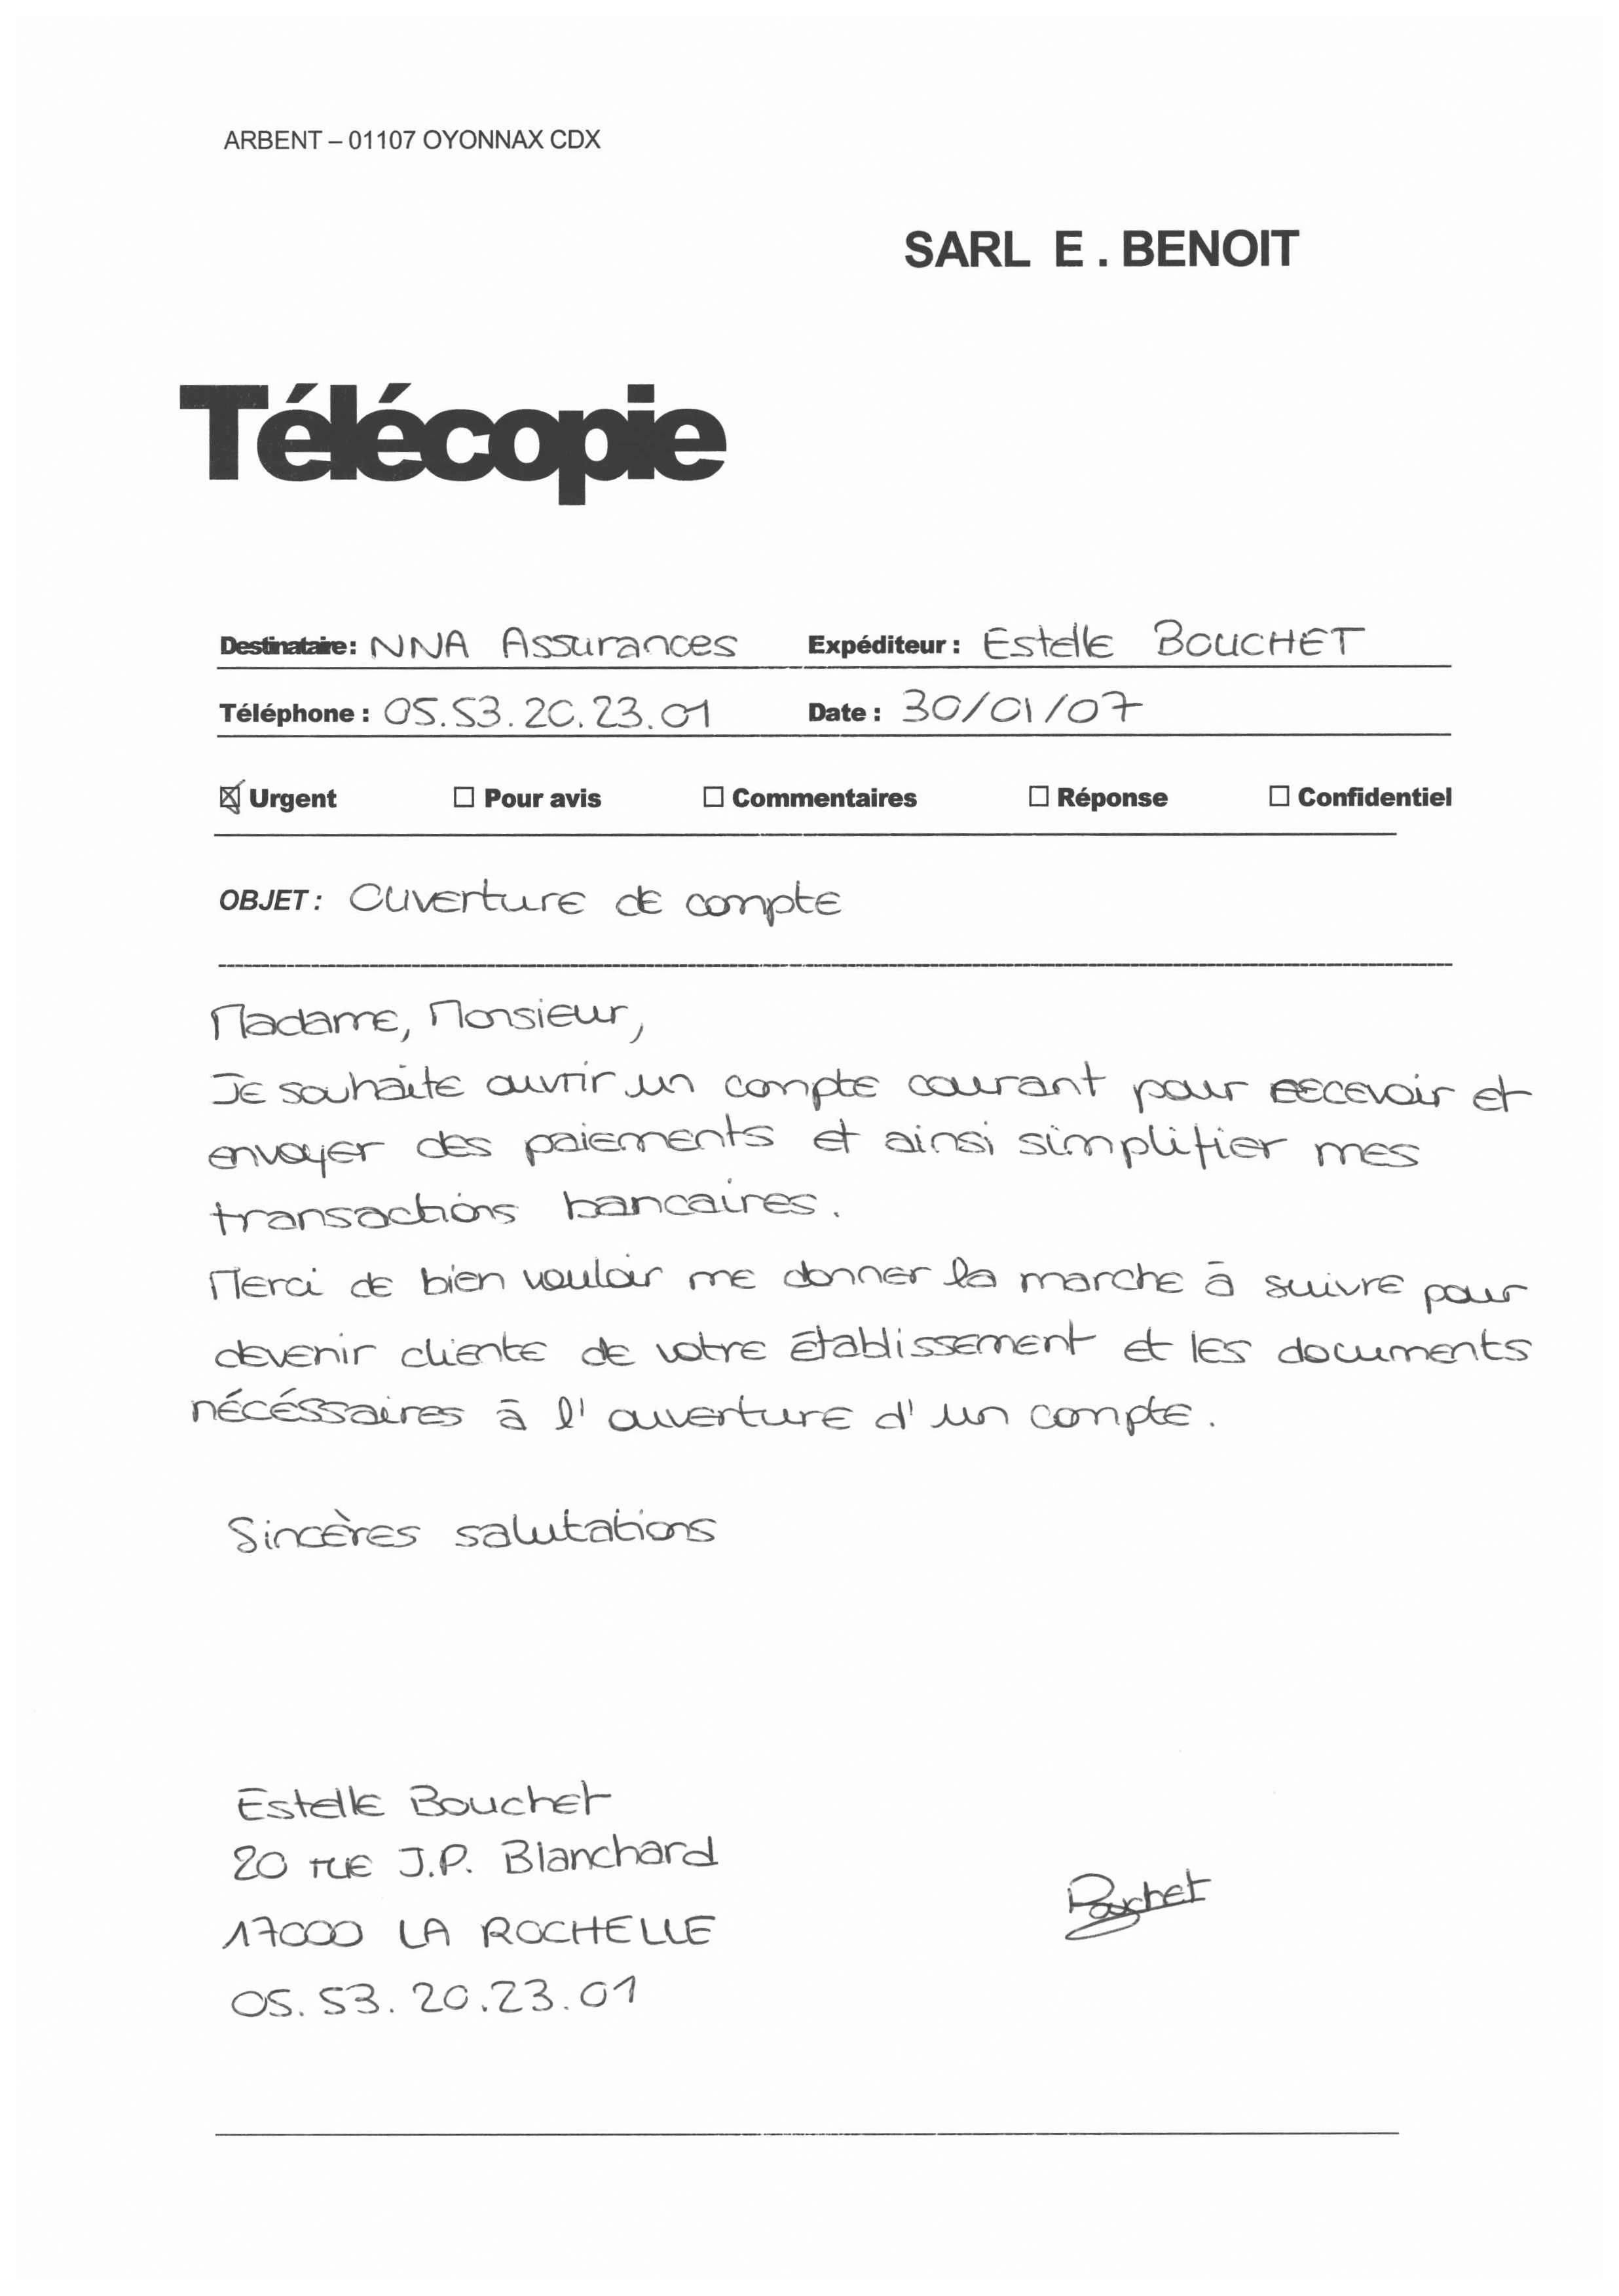 ARBENT – 01107 OYONNAX CDX
SARL E . BENOIT
Télécopie
Destinataire : NNA Assurances Expéditeur : Estelle BOUCHET
Téléphone : 05.53.20.23.01 Date : 30/01/07
☒ Urgent ☐ Pour avis ☐ Commentaires ☐ Réponse ☐ Confidentiel
OBJET : Ouverture de compte
Madame, Monsieur,
Je souhaite ouvrir un compte courant pour recevoir et
envoyer des paiements et ainsi simplifier mes
transactions bancaires.
Merci de bien vouloir me donner la marche à suivre pour
devenir cliente de votre établissement et les documents
nécéssaires à l'ouverture d'un compte.
Sincères salutations
Estelle Bouchet
20 rue J.P. Blanchard
17000 LA ROCHELLE
05.53.20.23.01
Bouchet